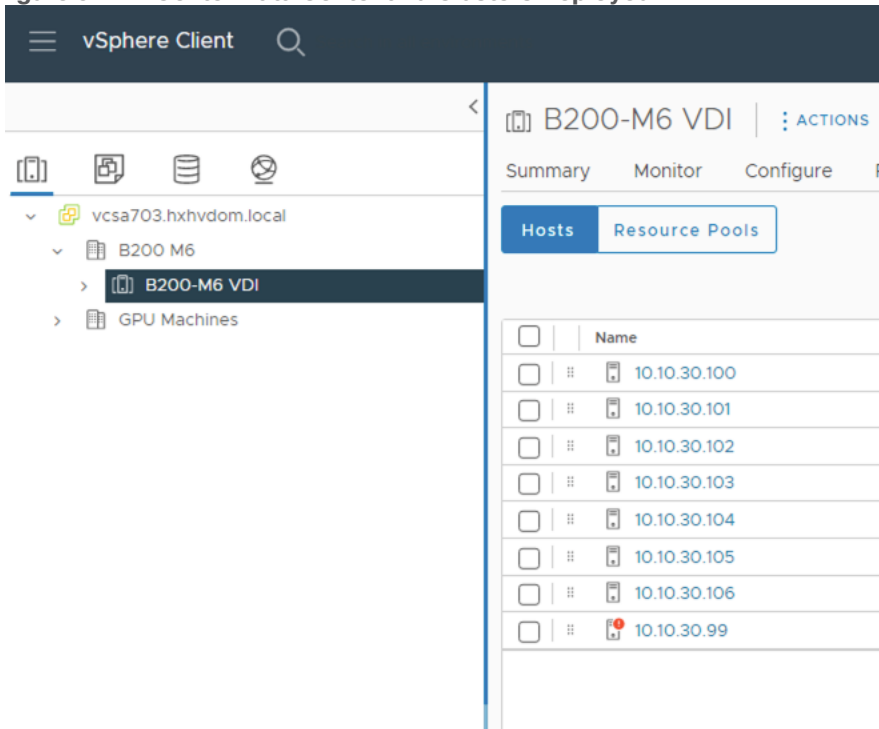 vSphere Client
B200-M6 VDI
ACTIONS
Summary Monitor Configure
vcsa703.hxhvdom.local
B200 M6
B200-M6 VDI
GPU Machines
Hosts Resource Pools
Name
10.10.30.100
10.10.30.101
10.10.30.102
10.10.30.103
10.10.30.104
10.10.30.105
10.10.30.106
10.10.30.99